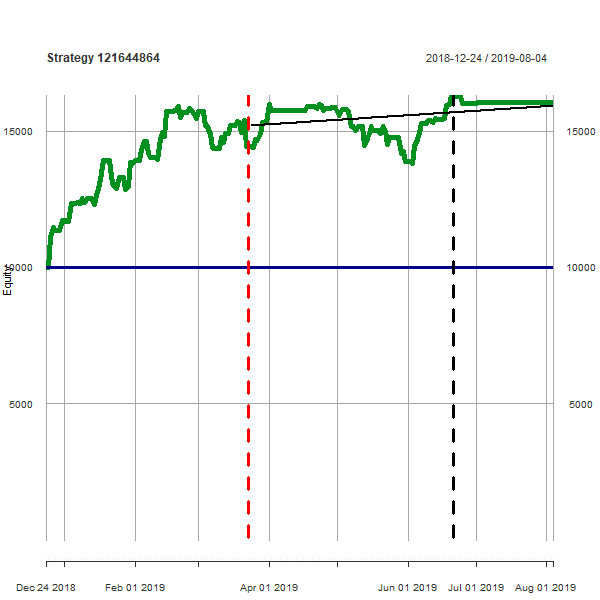 Strategy 121644864
2018-12-24 / 2019-08-04
15000
15000
10000
10000
Equity
5000
5000
Dec 24 2018
Feb 01 2019
Apr 01 2019
Jun 01 2019
Jul 01 2019
Aug 01 2019